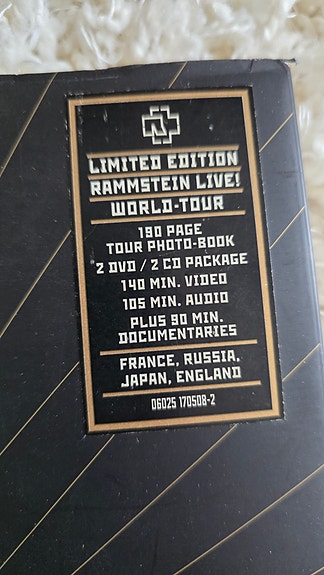 LIMITED EDITION
RAMMSTEIN LIVE!
WORLD-TOUR
190 PAGE
TOUR PHOTO-BOOK
2 DVD / 2 CD PACKAGE
140 MIN. VIDEO
105 MIN. AUDIO
PLUS 90 MIN.
DOCUMENTARIES
FRANCE, RUSSIA,
JAPAN, ENGLAND
06025 170508-2